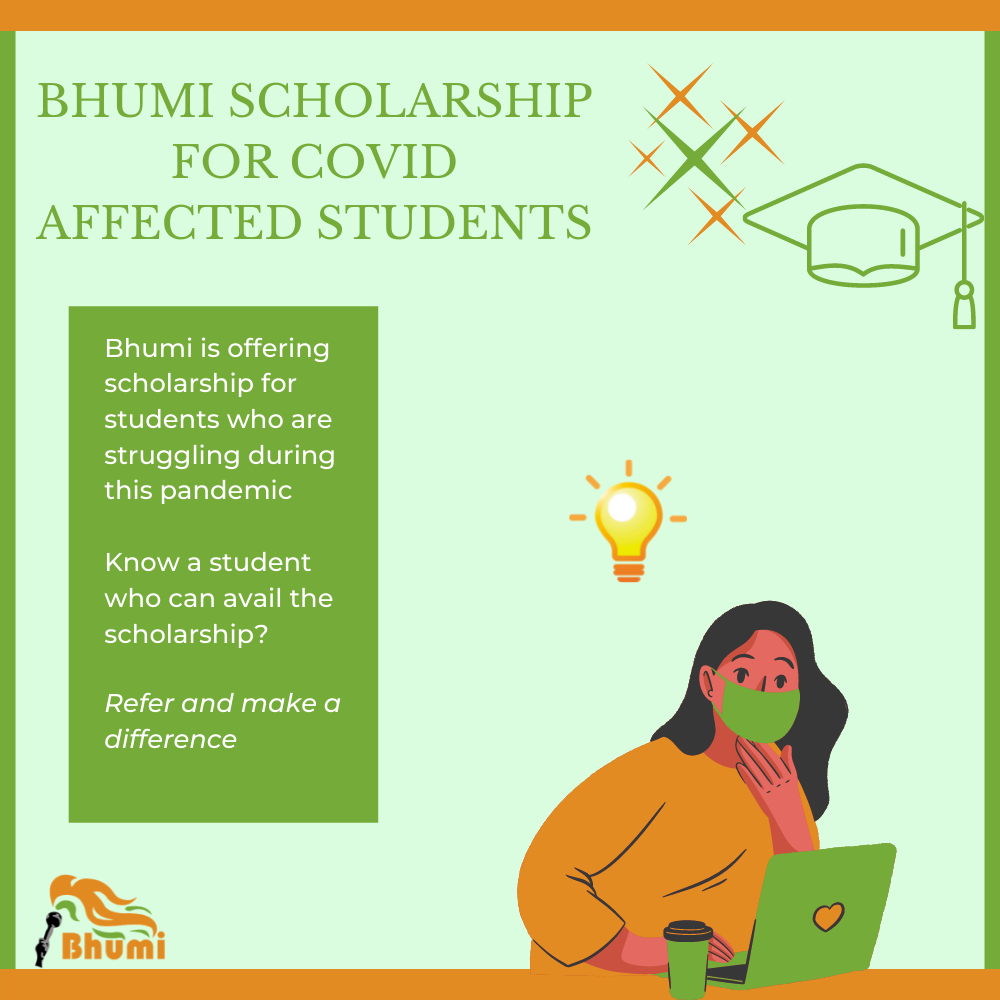 BHUMI SCHOLARSHIP
FOR COVID
AFFECTED STUDENTS
Bhumi is offering
scholarship for
students who are
struggling during
this pandemic
Know a student
who can avail the
scholarship?
Refer and make a
difference
Bhumi